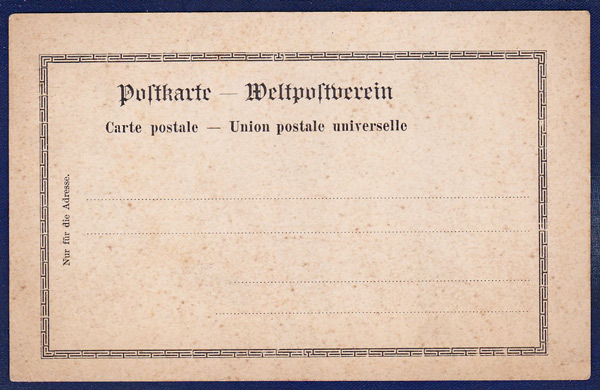 Postkarte — Weltpostverein
Carte postale — Union postale universelle
Nur für die Adresse.